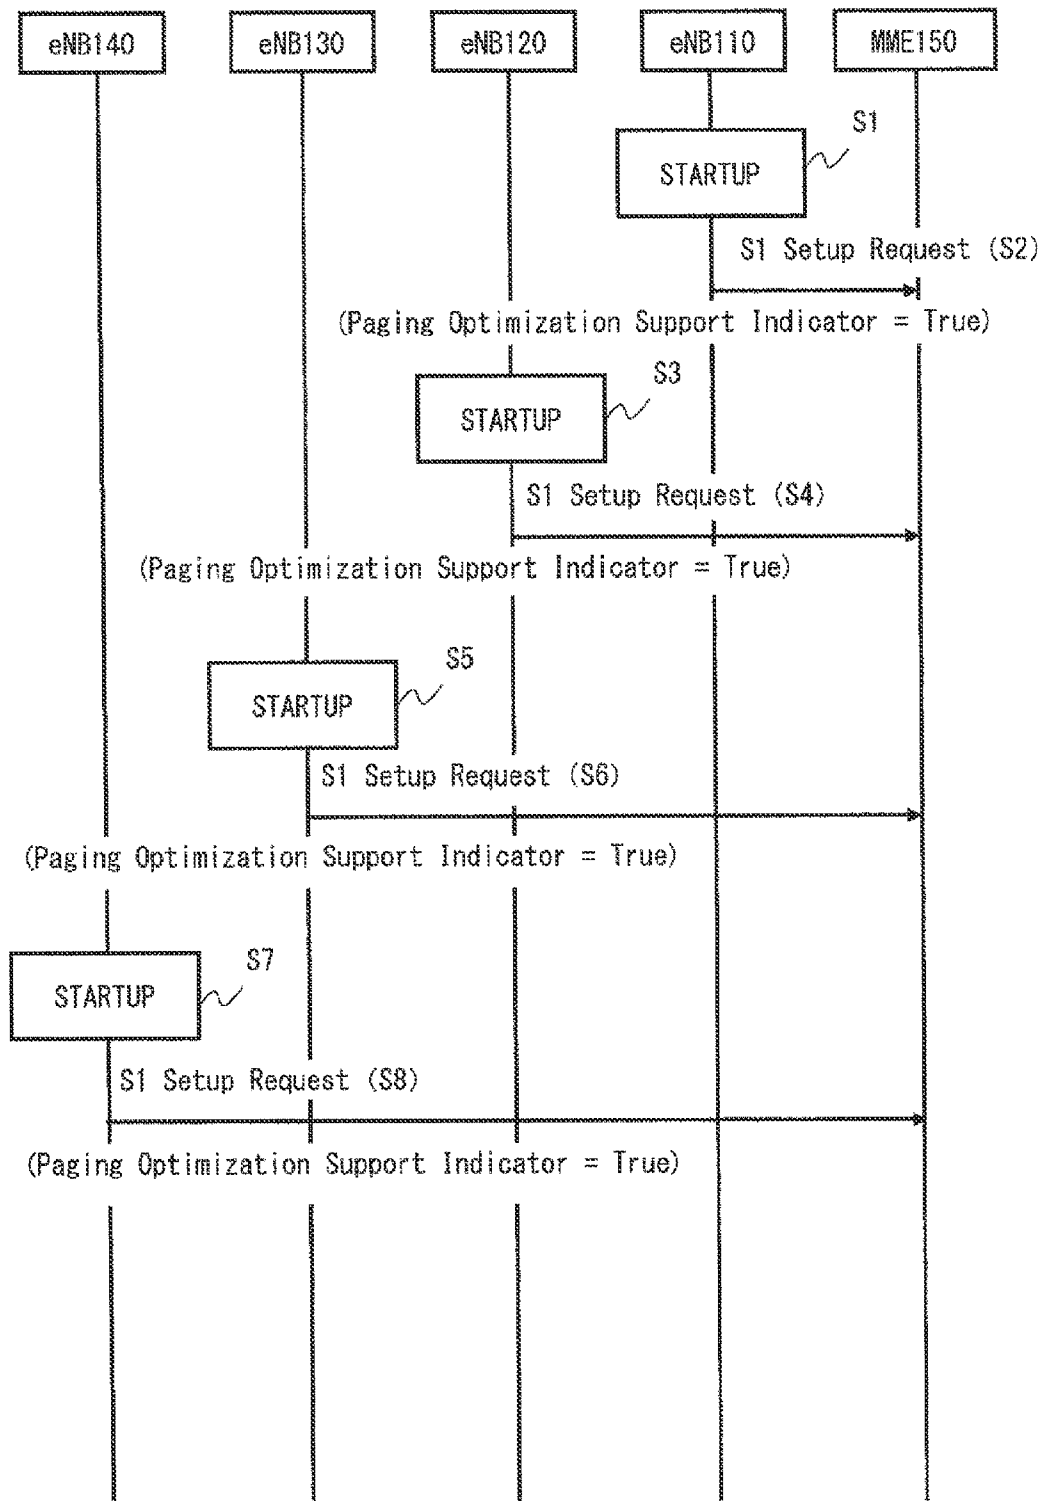 eNB140 eNB130 eNB120 eNB110 MME150
S1
STARTUP
S1 Setup Request (S2)
(Paging Optimization Support Indicator = True)
S3
STARTUP
S1 Setup Request (S4)
(Paging Optimization Support Indicator = True)
S5
STARTUP
S1 Setup Request (S6)
(Paging Optimization Support Indicator = True)
S7
STARTUP
S1 Setup Request (S8)
(Paging Optimization Support Indicator = True)